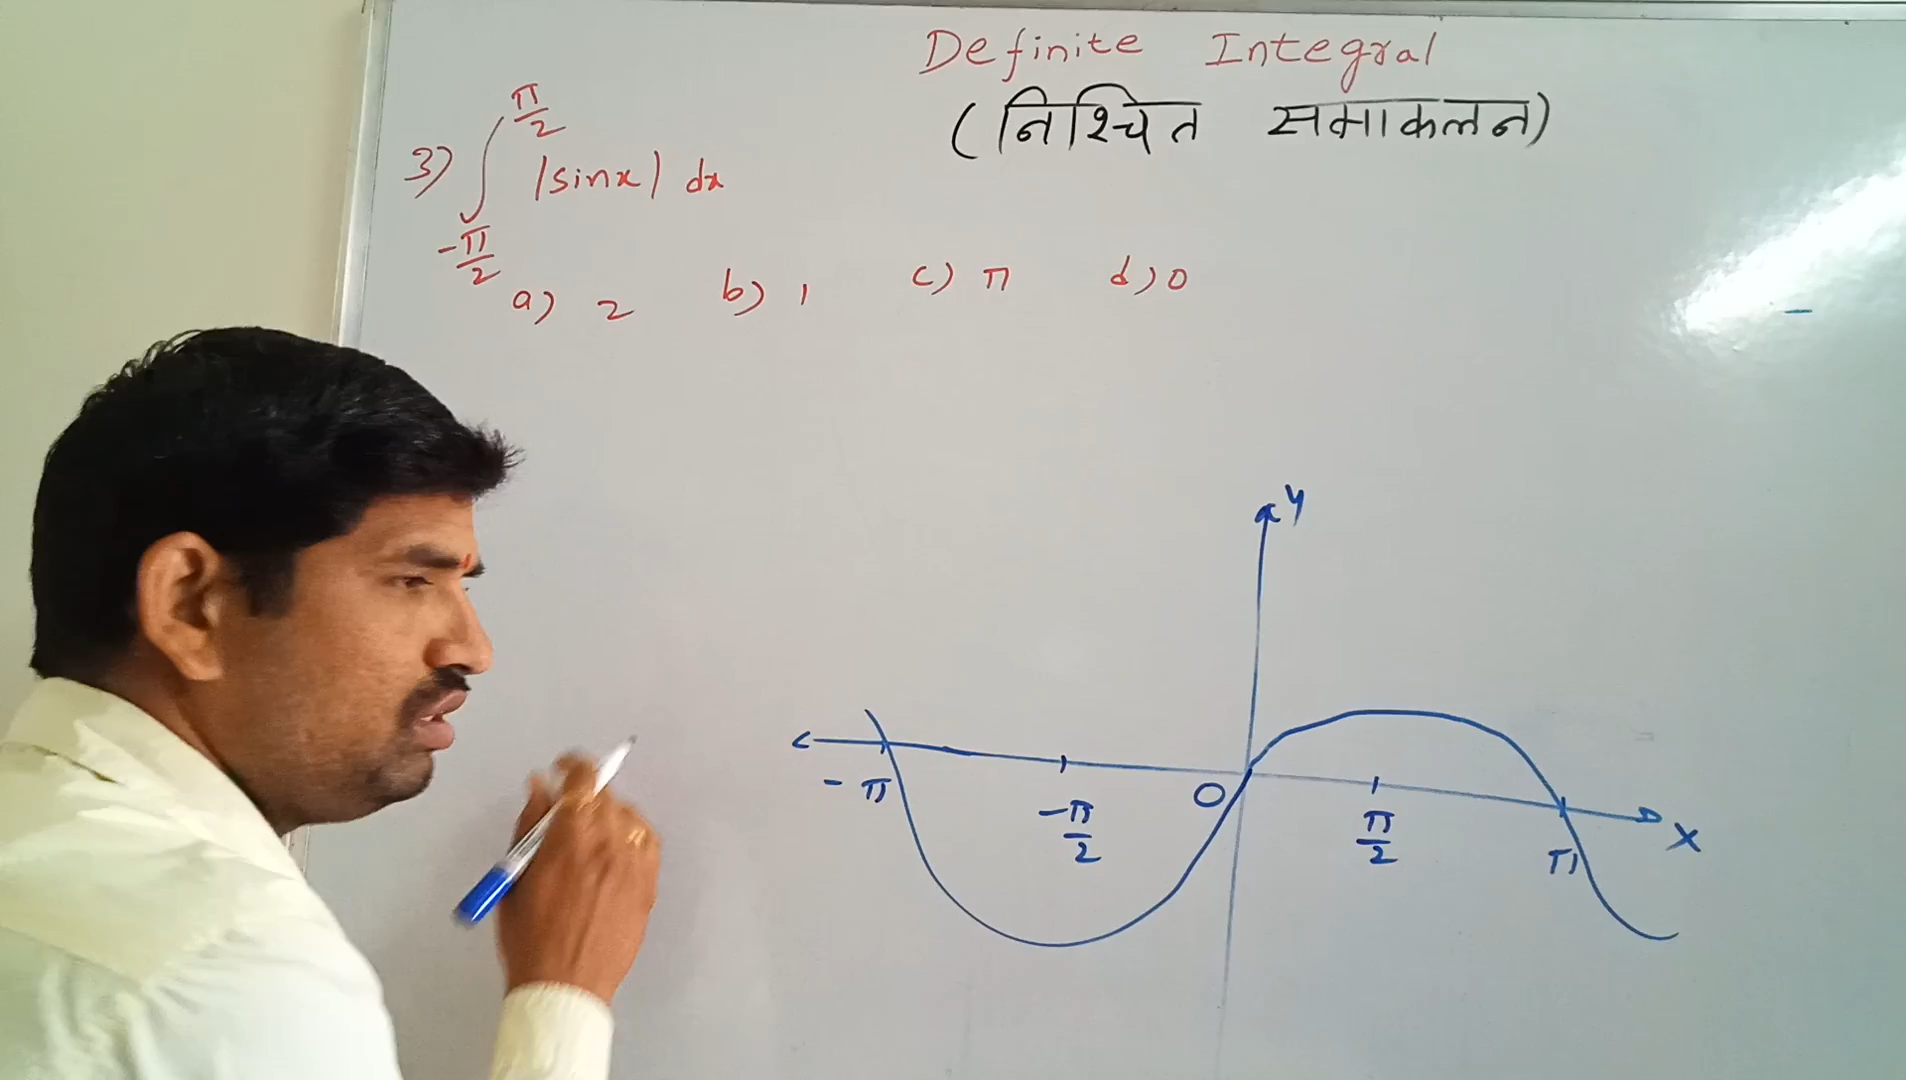 Definite Integral
(निश्चित समाकलन)
3) ∫_{-π/2}^{π/2} |sinx| dx
a) 2 b) 1 c) π d) 0
Y
-π -π/2 O π/2 π X